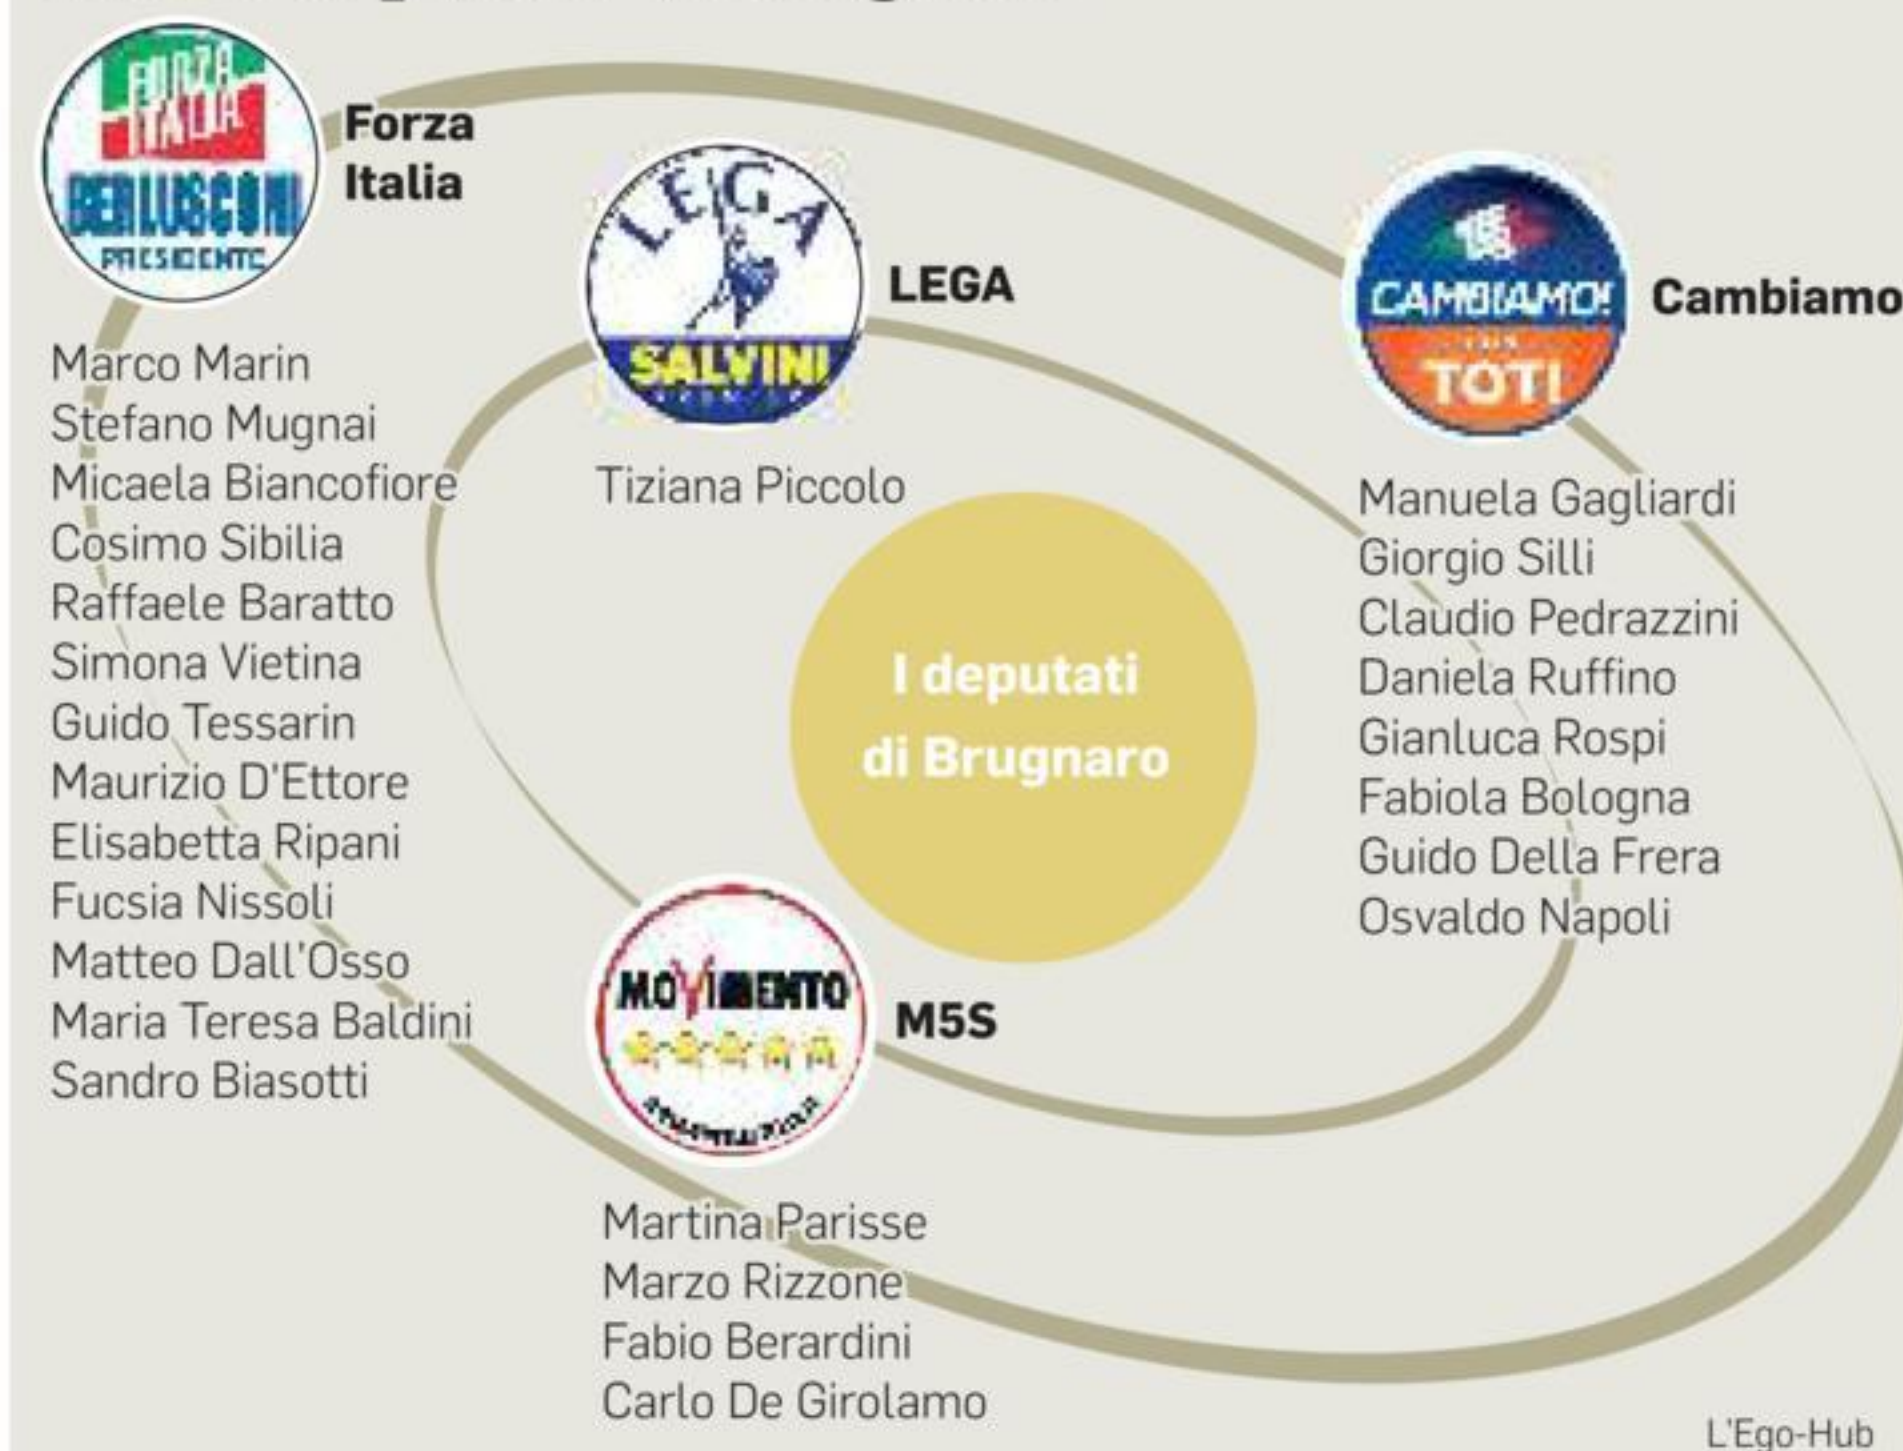 FORZA
ITALIA
BERLUSCONI
PRESIDENTE
Forza
Italia
Marco Marin
Stefano Mugnai
Micaela Biancofiore
Cosimo Sibilia
Raffaele Baratto
Simona Vietina
Guido Tessarin
Maurizio D'Ettore
Elisabetta Ripani
Fucsia Nissoli
Matteo Dall'Osso
Maria Teresa Baldini
Sandro Biasotti
LEGA
SALVINI
LEGA
Tiziana Piccolo
CAMBIAMO!
TOTI
Cambiamo
Manuela Gagliardi
Giorgio Silli
Claudio Pedrazzini
Daniela Ruffino
Gianluca Rospi
Fabiola Bologna
Guido Della Frera
Osvaldo Napoli
I deputati
di Brugnaro
MOVIMENTO
M5S
Martina Parisse
Marzo Rizzone
Fabio Berardini
Carlo De Girolamo
L'Ego-Hub